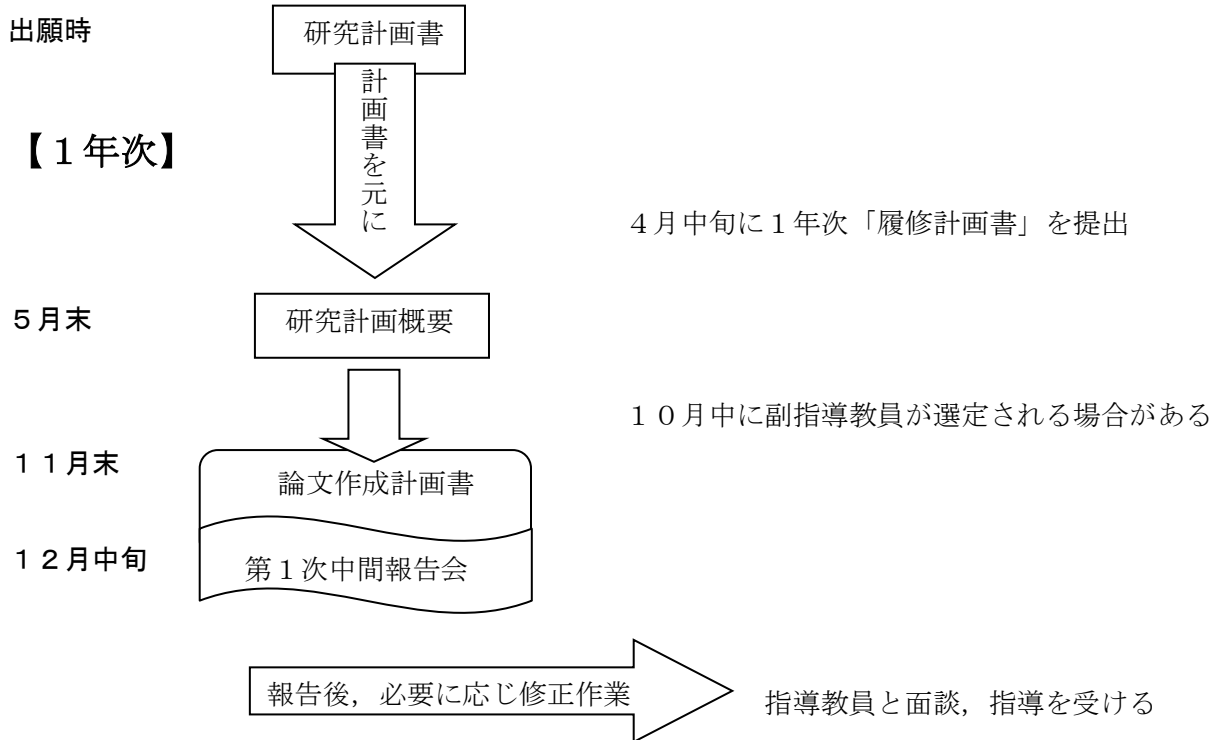 出願時
研究計画書
計画書を元に
【１年次】
４月中旬に１年次「履修計画書」を提出
５月末
研究計画概要
１０月中に副指導教員が選定される場合がある
１１月末
論文作成計画書
１２月中旬
第１次中間報告会
報告後，必要に応じ修正作業
指導教員と面談，指導を受ける